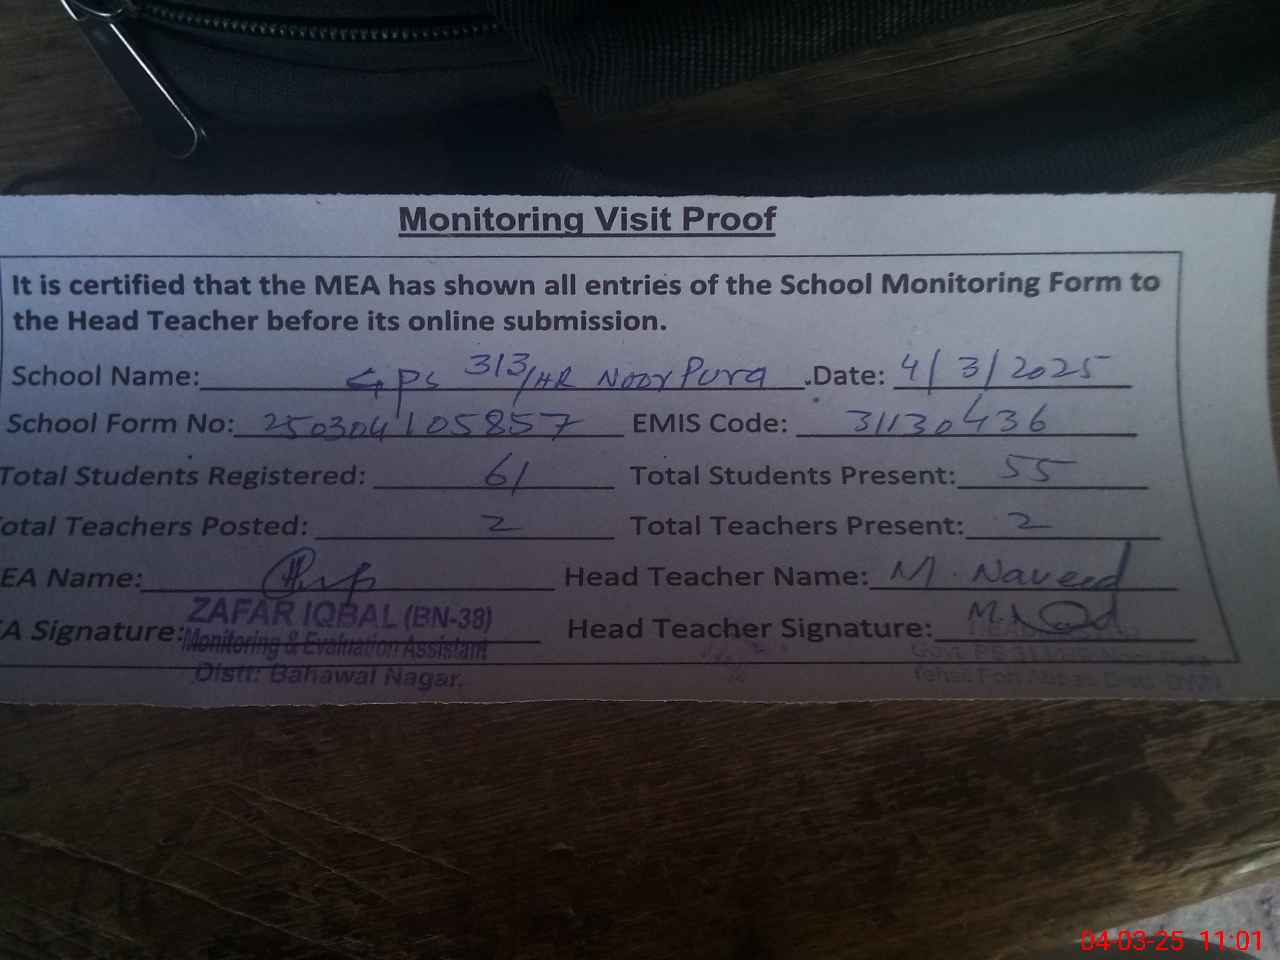 Monitoring Visit Proof
It is certified that the MEA has shown all entries of the School Monitoring Form to
the Head Teacher before its online submission.
School Name: GPS 313/HR Noor Pura .Date: 4/3/2025
School Form No: 250304105857 EMIS Code: 31130436
Total Students Registered: 61 Total Students Present: 55
otal Teachers Posted: 2 Total Teachers Present: 2
EA Name: Head Teacher Name: M. Naveed
A Signature: Head Teacher Signature:
ZAFAR IQBAL (BN-38)
Monitoring & Evaluation Assistant
Distt: Bahawal Nagar.
04-03-25 11:01